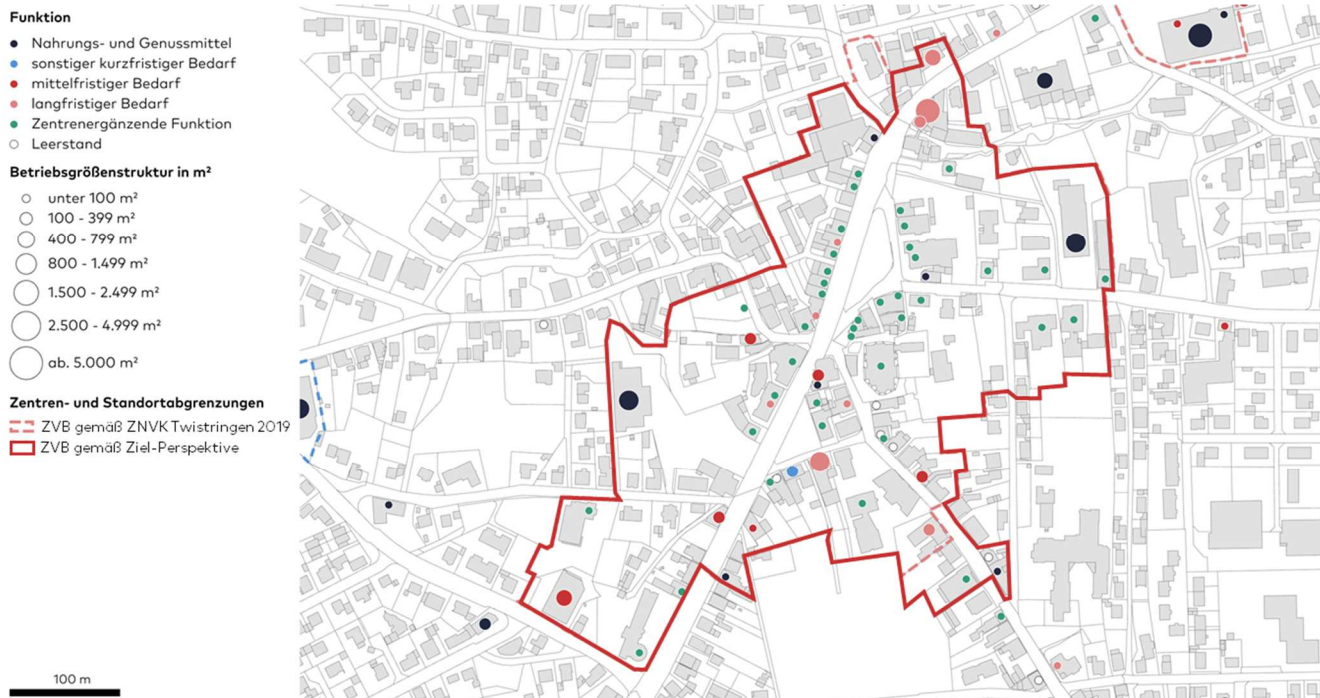 Funktion
Nahrungs- und Genussmittel
sonstiger kurzfristiger Bedarf
mittelfristiger Bedarf
langfristiger Bedarf
Zentrenergänzende Funktion
Leerstand
Betriebsgrößenstruktur in m²
unter 100 m²
100 - 399 m²
400 - 799 m²
800 - 1.499 m²
1.500 - 2.499 m²
2.500 - 4.999 m²
ab. 5.000 m²
Zentren- und Standortabgrenzungen
ZVB gemäß ZNVK Twistringen 2019
ZVB gemäß Ziel-Perspektive
100 m